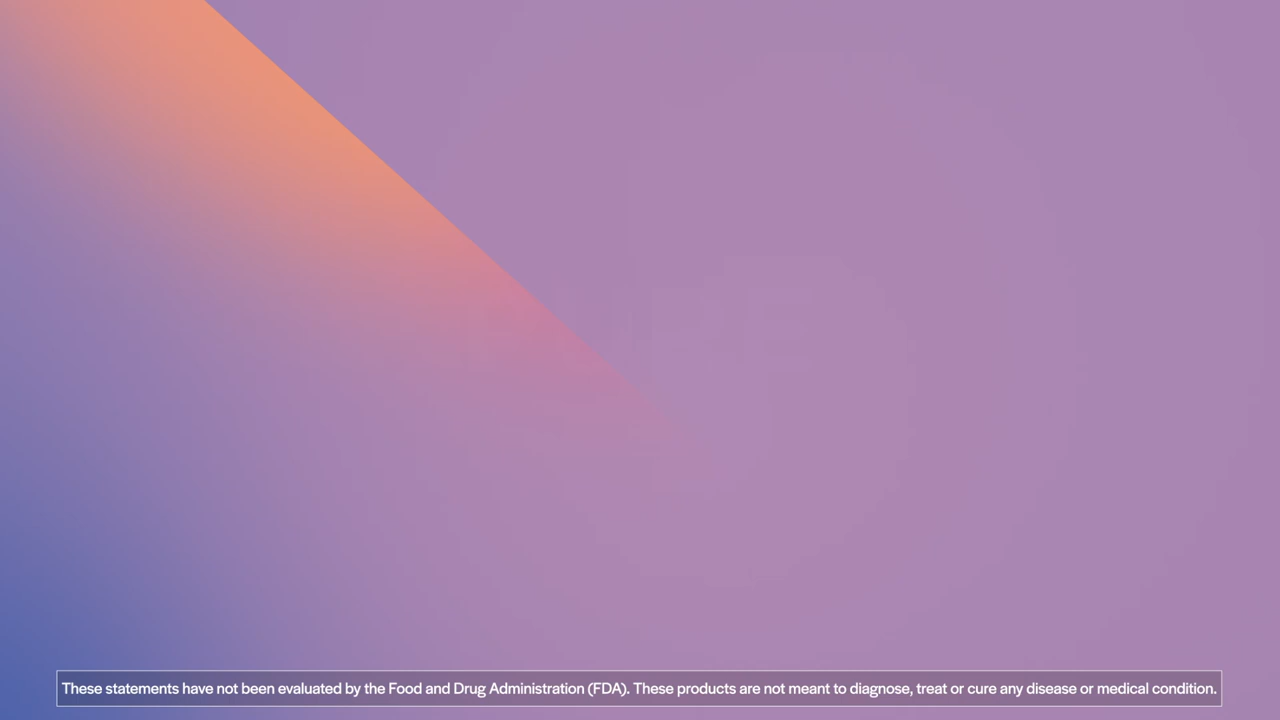 These statements have not been evaluated by the Food and Drug Administration (FDA). These products are not meant to diagnose, treat or cure any disease or medical condition.